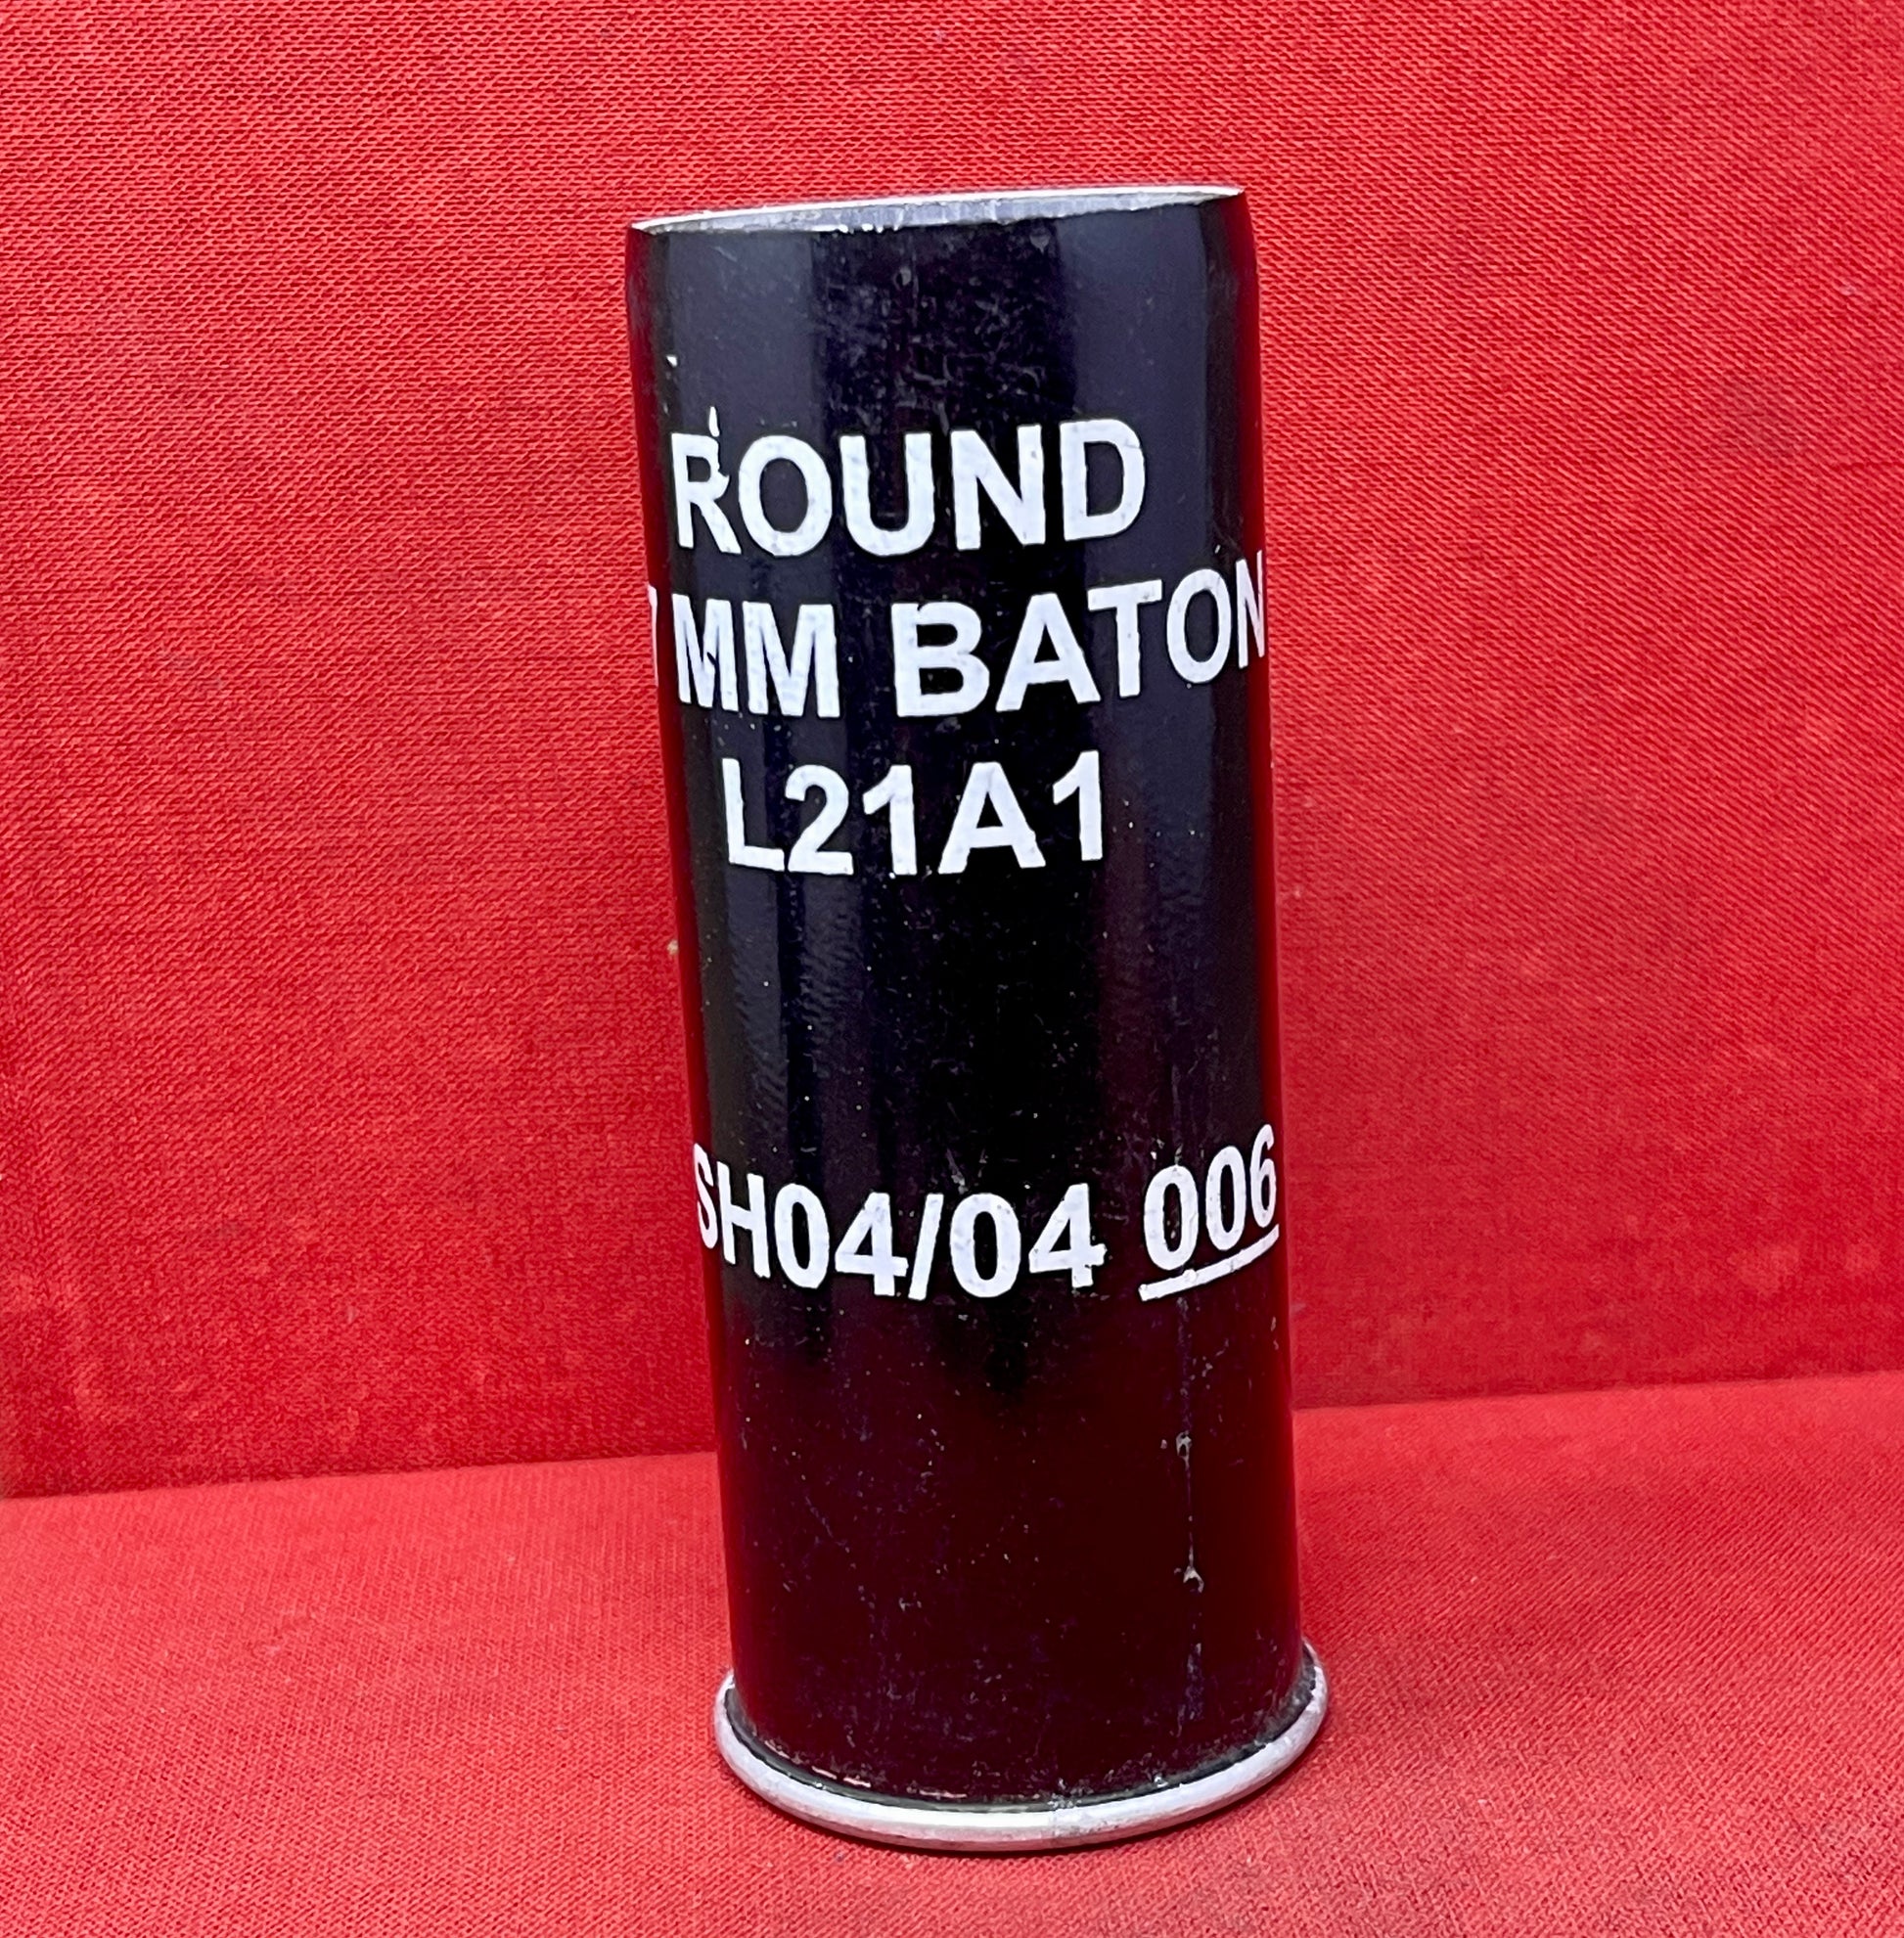 ROUND
7 MM BATON
L21A1
SH04/04 006